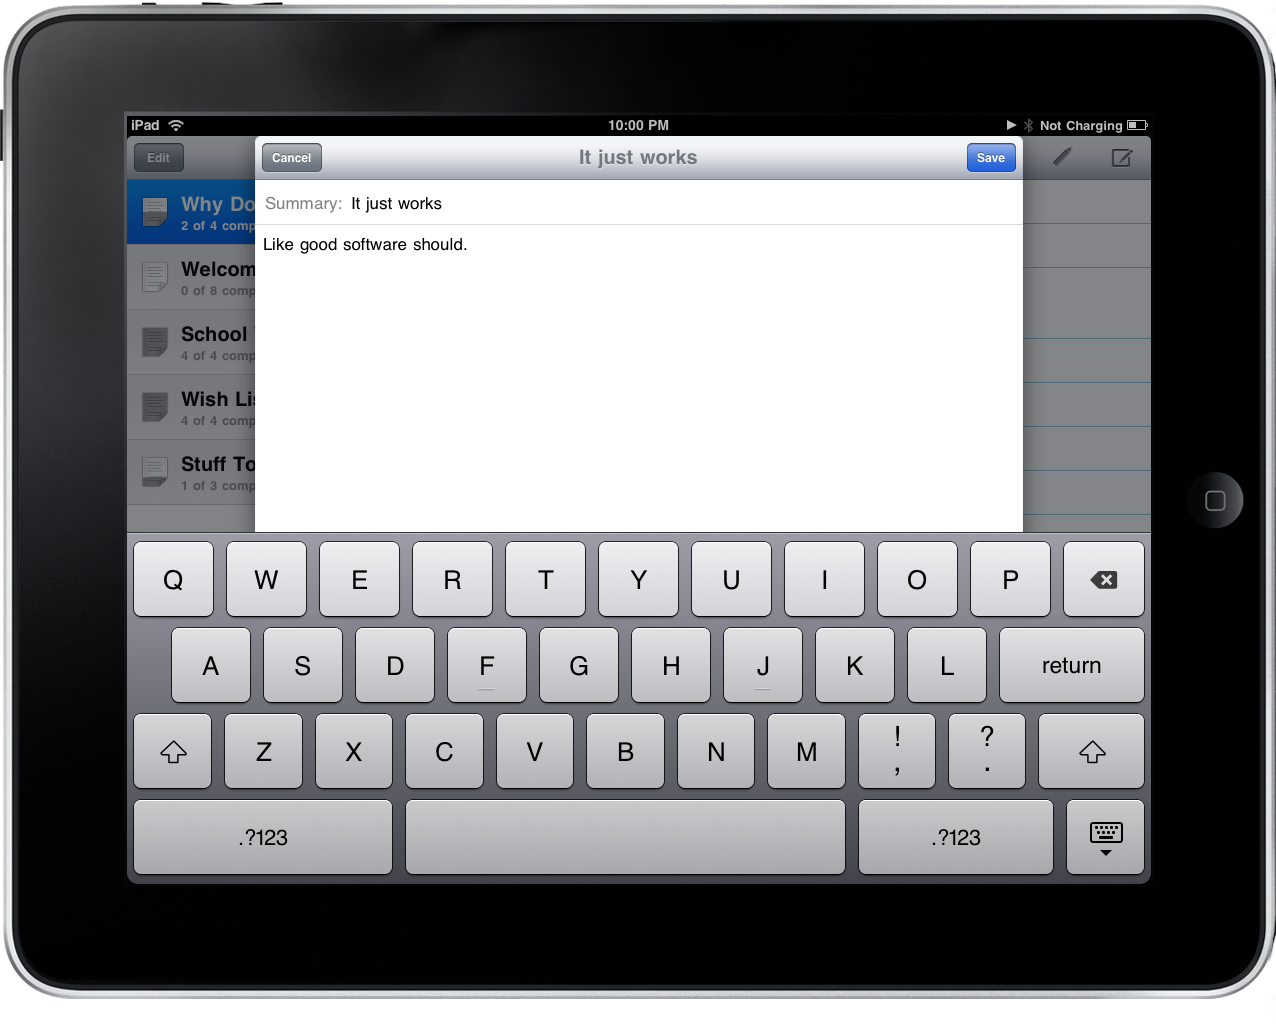 iPad 10:00 PM Not Charging
Edit Cancel It just works Save
Summary: It just works
Like good software should.
Why Do
2 of 4 comp
Welcom
0 of 8 comp
School
4 of 4 comp
Wish Lis
4 of 4 comp
Stuff To
1 of 3 comp
Q W E R T Y U I O P
A S D F G H J K L return
Z X C V B N M ! , ? .
.?123 .?123